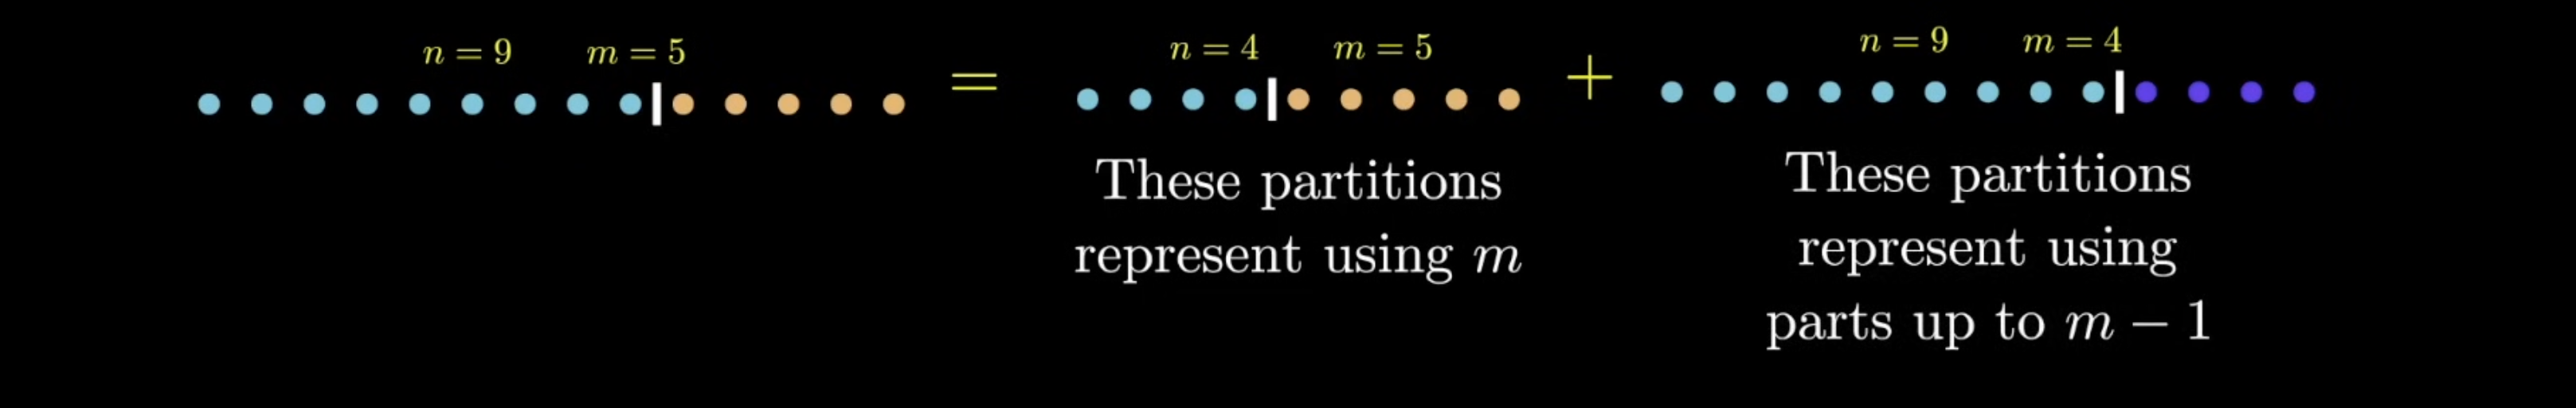 n = 9 m = 5 = n = 4 m = 5 + n = 9 m = 4
These partitions
represent using m
These partitions
represent using
parts up to m − 1